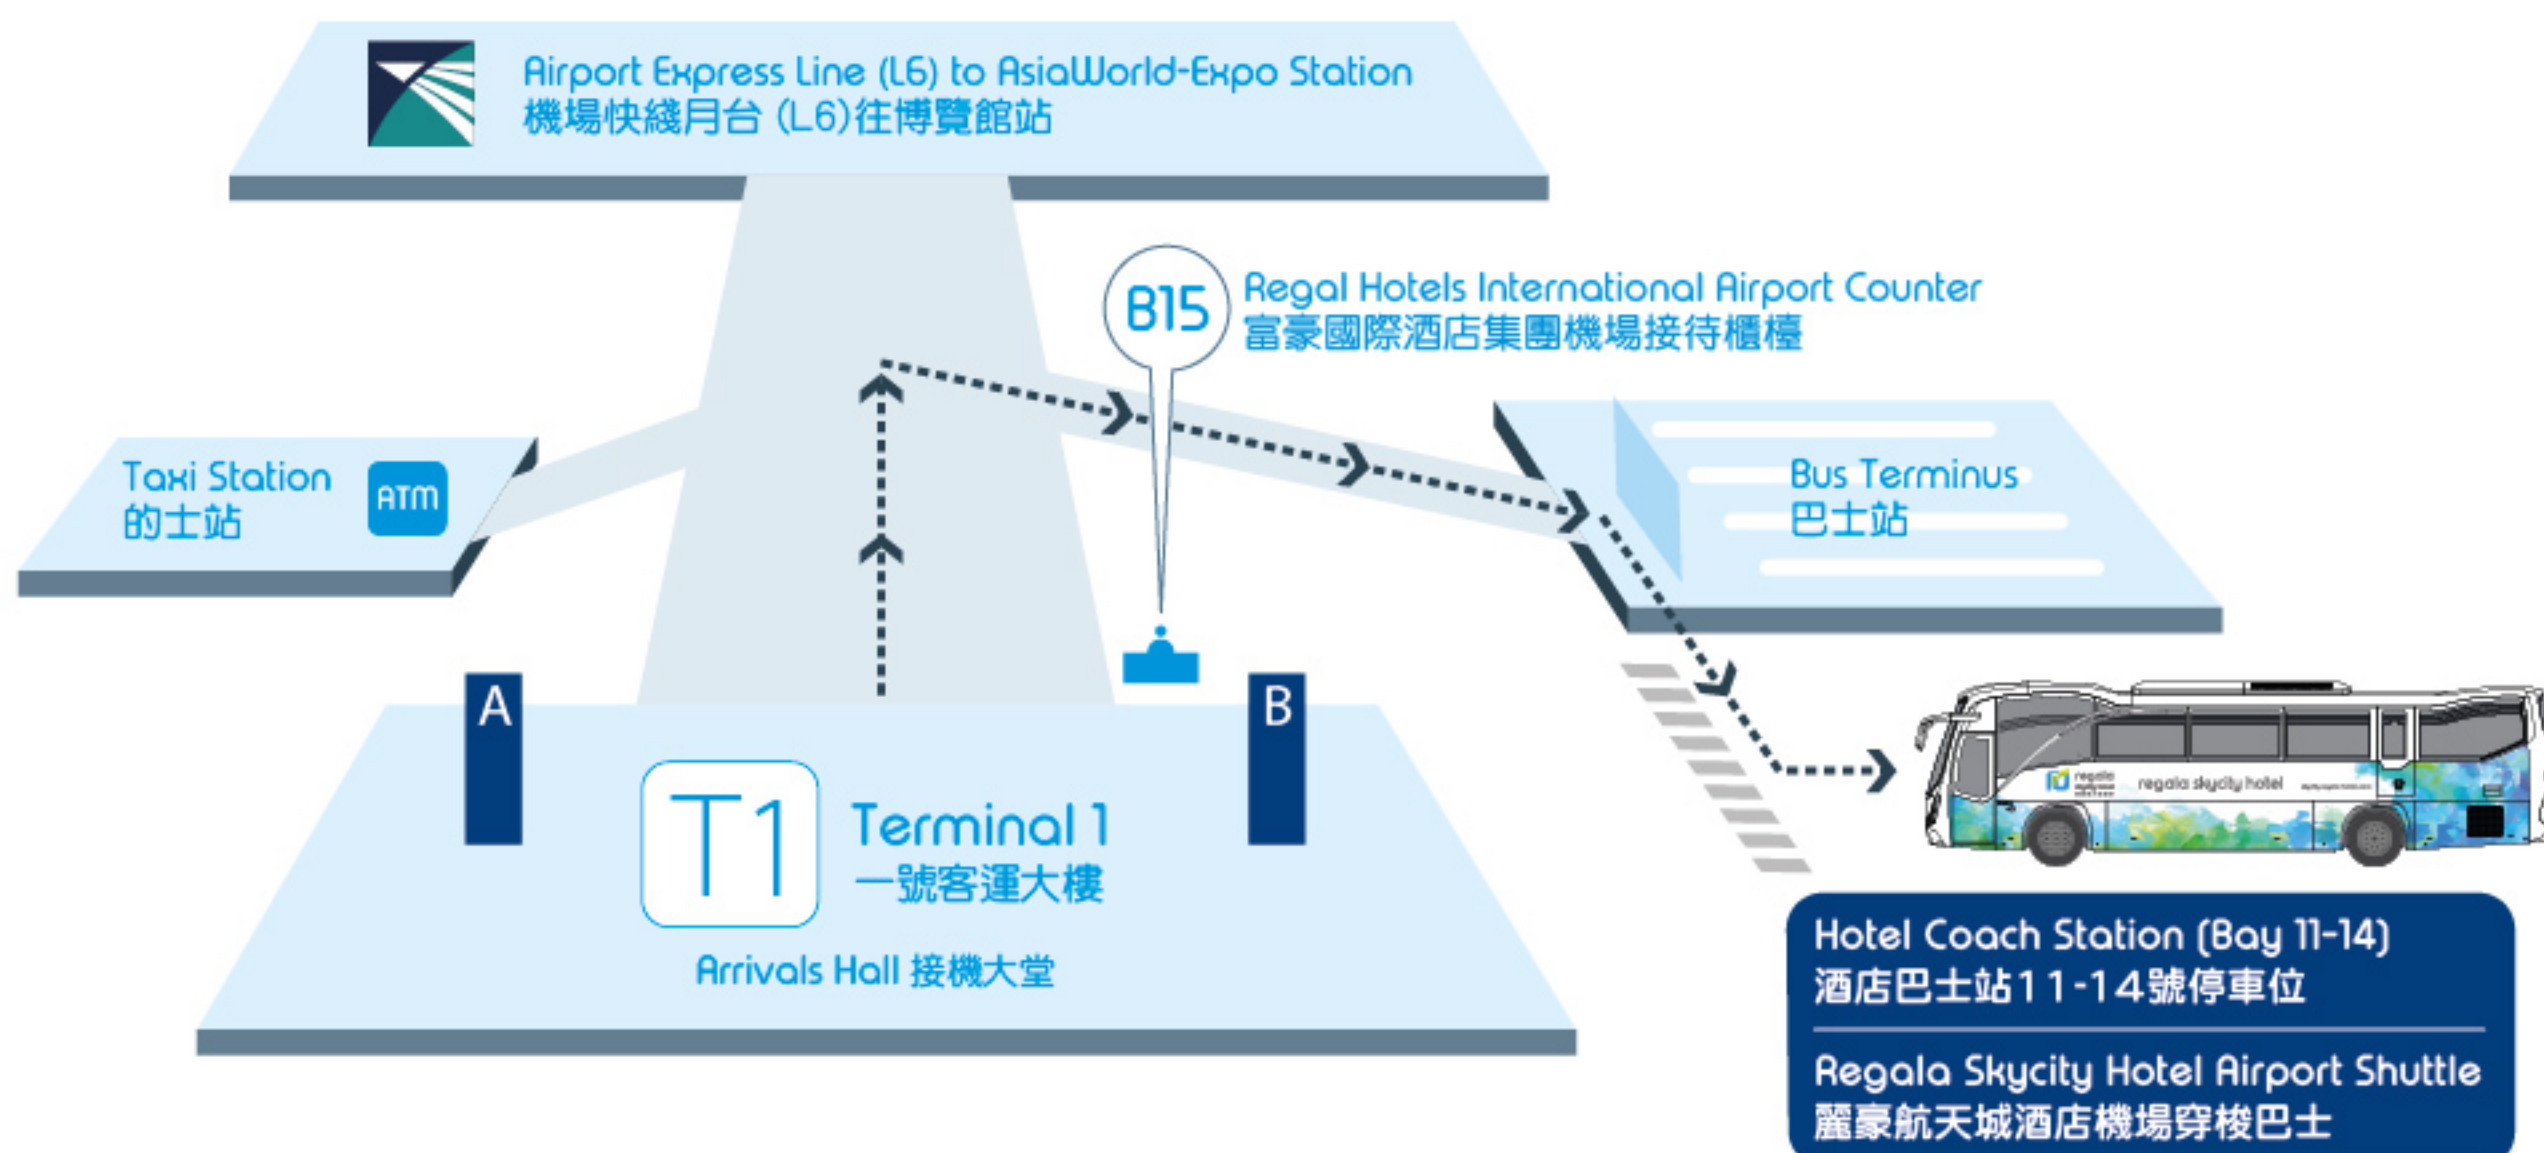 Airport Express Line (L6) to AsiaWorld-Expo Station
機場快綫月台 (L6)往博覽館站
B15
Regal Hotels International Airport Counter
富豪國際酒店集團機場接待櫃檯
Taxi Station
的士站
ATM
Bus Terminus
巴士站
A
B
T1
Terminal 1
一號客運大樓
Arrivals Hall 接機大堂
regala
regala skycity hotel
Hotel Coach Station (Bay 11-14)
酒店巴士站11-14號停車位
Regala Skycity Hotel Airport Shuttle
麗豪航天城酒店機場穿梭巴士